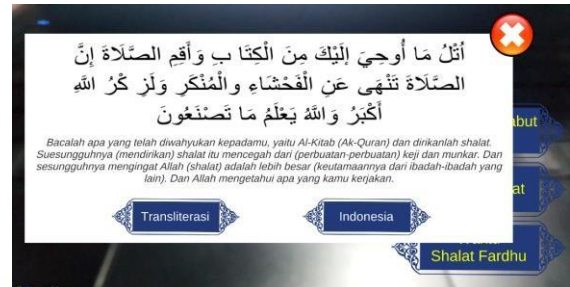 اُتْلُ مَا أُوحِيَ إِلَيْكَ مِنَ الْكِتَا بِ وَأَقِمِ الصَّلَاةَ إِنَّ
الصَّلَاةَ تَنْهَى عَنِ الْفَحْشَاءِ والْمُنْكَرِ وَلَذِ كْرُ اللَّهِ
أَكْبَرُ وَاللَّهُ يَعْلَمُ مَا تَصْنَعُونَ
Bacalah apa yang telah diwahyukan kepadamu, yaitu Al-Kitab (Ak-Quran) dan dirikanlah shalat.
Suesungguhnya (mendirikan) shalat itu mencegah dari (perbuatan-perbuatan) keji dan munkar. Dan
sesungguhnya mengingat Allah (shalat) adalah lebih besar (keutamaannya dari ibadah-ibadah yang
lain). Dan Allah mengetahui apa yang kamu kerjakan.
Transliterasi
Indonesia
but
at
Shalat Fardhu